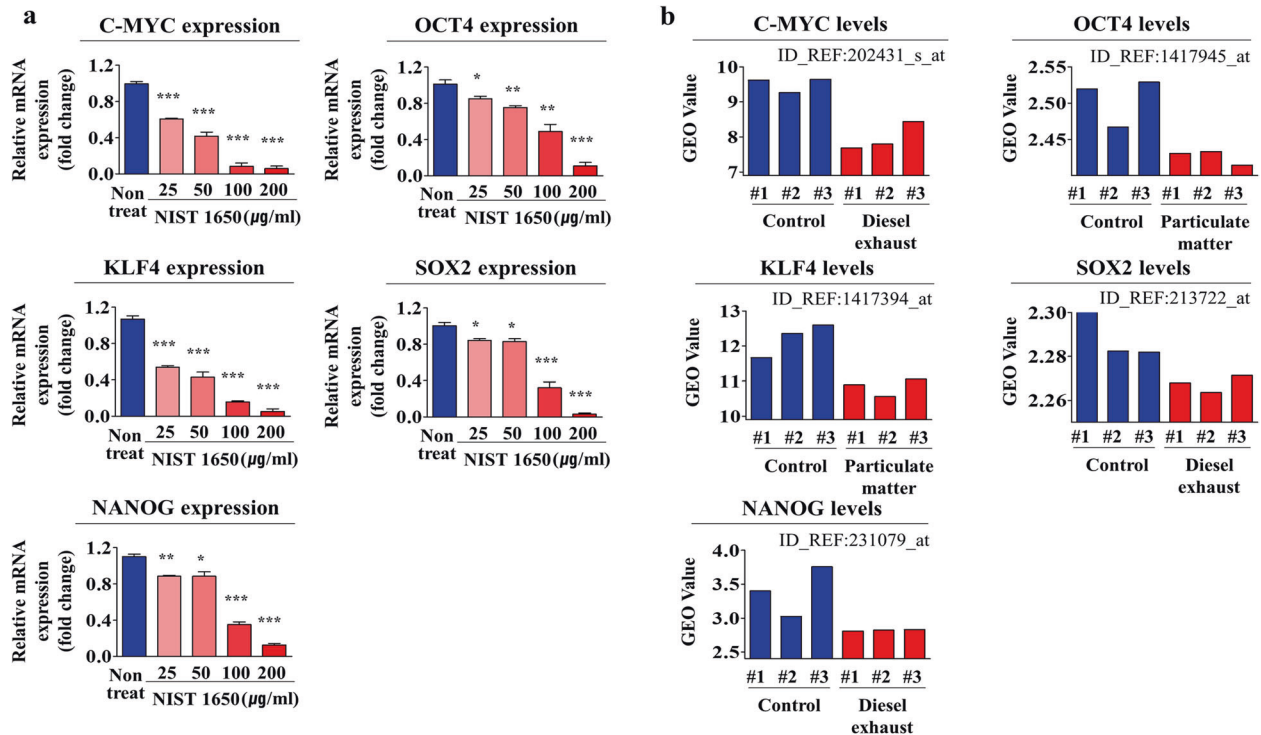 a
C-MYC expression
Relative mRNA
expression
(fold change)
1.2
0.8
0.4
0.0
***
***
***
***
Non
treat
25 50 100 200
NIST 1650(µg/ml)
OCT4 expression
Relative mRNA
expression
(fold change)
1.2
0.8
0.4
0.0
*
**
**
***
Non
treat
25 50 100 200
NIST 1650(µg/ml)
KLF4 expression
Relative mRNA
expression
(fold change)
1.2
0.8
0.4
0.0
***
***
***
***
Non
treat
25 50 100 200
NIST 1650(µg/ml)
SOX2 expression
Relative mRNA
expression
(fold change)
1.2
0.8
0.4
0.0
*
*
***
***
Non
treat
25 50 100 200
NIST 1650(µg/ml)
NANOG expression
Relative mRNA
expression
(fold change)
1.2
0.8
0.4
0.0
**
*
***
***
Non
treat
25 50 100 200
NIST 1650(µg/ml)
b
C-MYC levels
ID_REF:202431_s_at
GEO Value
10
9
8
7
#1 #2 #3 #1 #2 #3
Control
Diesel
exhaust
OCT4 levels
ID_REF:1417945_at
GEO Value
2.55
2.50
2.45
#1 #2 #3 #1 #2 #3
Control
Particulate
matter
KLF4 levels
ID_REF:1417394_at
GEO Value
13
12
11
10
#1 #2 #3 #1 #2 #3
Control
Particulate
matter
SOX2 levels
ID_REF:213722_at
GEO Value
2.30
2.28
2.26
#1 #2 #3 #1 #2 #3
Control
Diesel
exhaust
NANOG levels
ID_REF:231079_at
GEO Value
4.0
3.5
3.0
2.5
#1 #2 #3 #1 #2 #3
Control
Diesel
exhaust